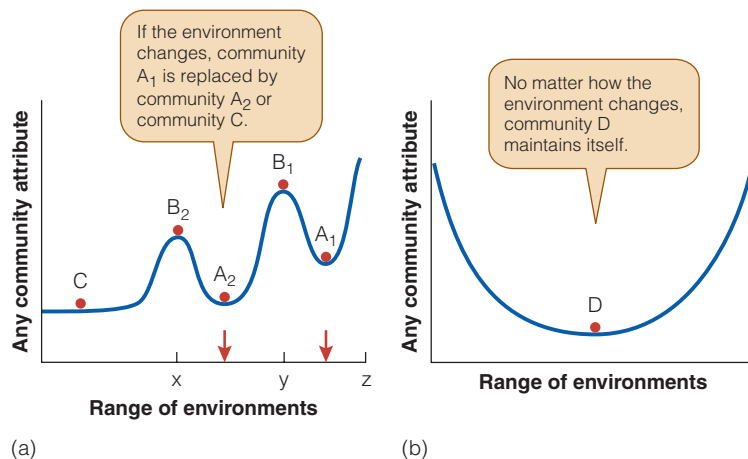 If the environment
changes, community
A₁ is replaced by
community A₂ or
community C.
Any community attribute
C
B₂
A₂
B₁
A₁
x
y
z
Range of environments
(a)
No matter how the
environment changes,
community D
maintains itself.
Any community attribute
D
Range of environments
(b)